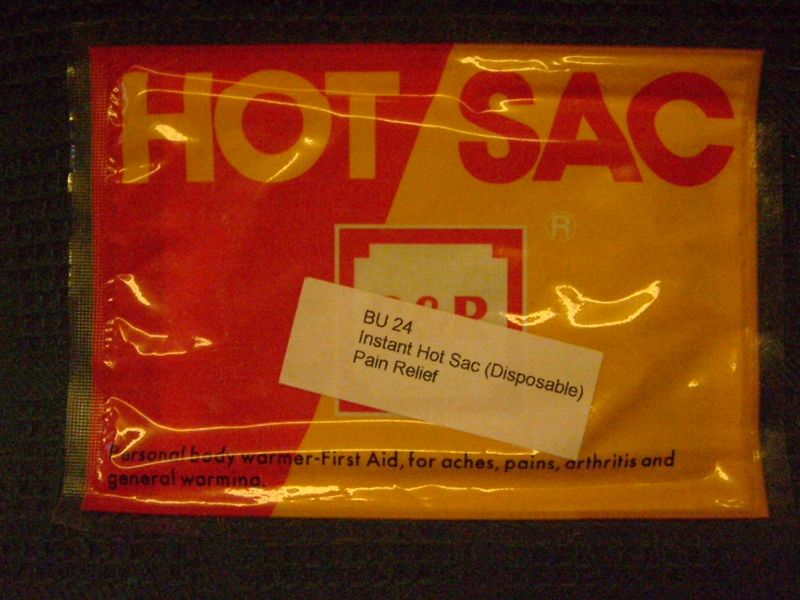 HOT SAC
®
BU 24
Instant Hot Sac (Disposable)
Pain Relief
Personal body warmer-First Aid, for aches, pains, arthritis and
general warming.